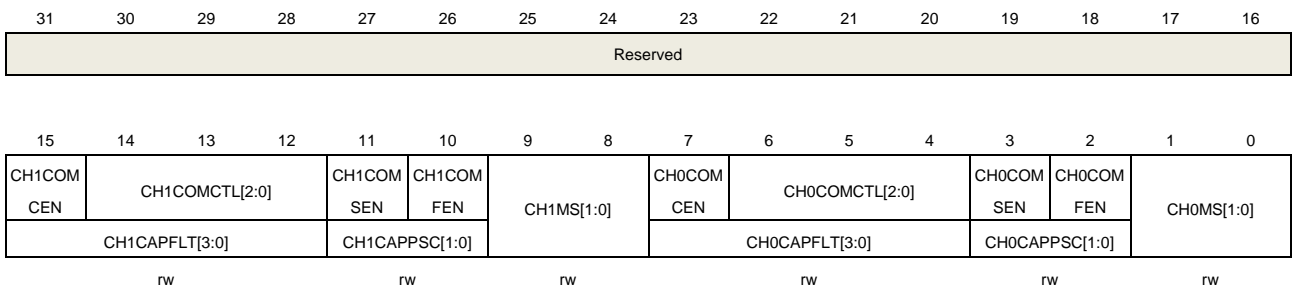 31 30 29 28 27 26 25 24 23 22 21 20 19 18 17 16
Reserved
15 14 13 12 11 10 9 8 7 6 5 4 3 2 1 0
CH1COM CEN CH1COMCTL[2:0] CH1COM SEN CH1COM FEN CH1MS[1:0] CH0COM CEN CH0COMCTL[2:0] CH0COM SEN CH0COM FEN CH0MS[1:0]
CH1CAPFLT[3:0] CH1CAPPSC[1:0] CH0CAPFLT[3:0] CH0CAPPSC[1:0]
rw rw rw rw rw rw